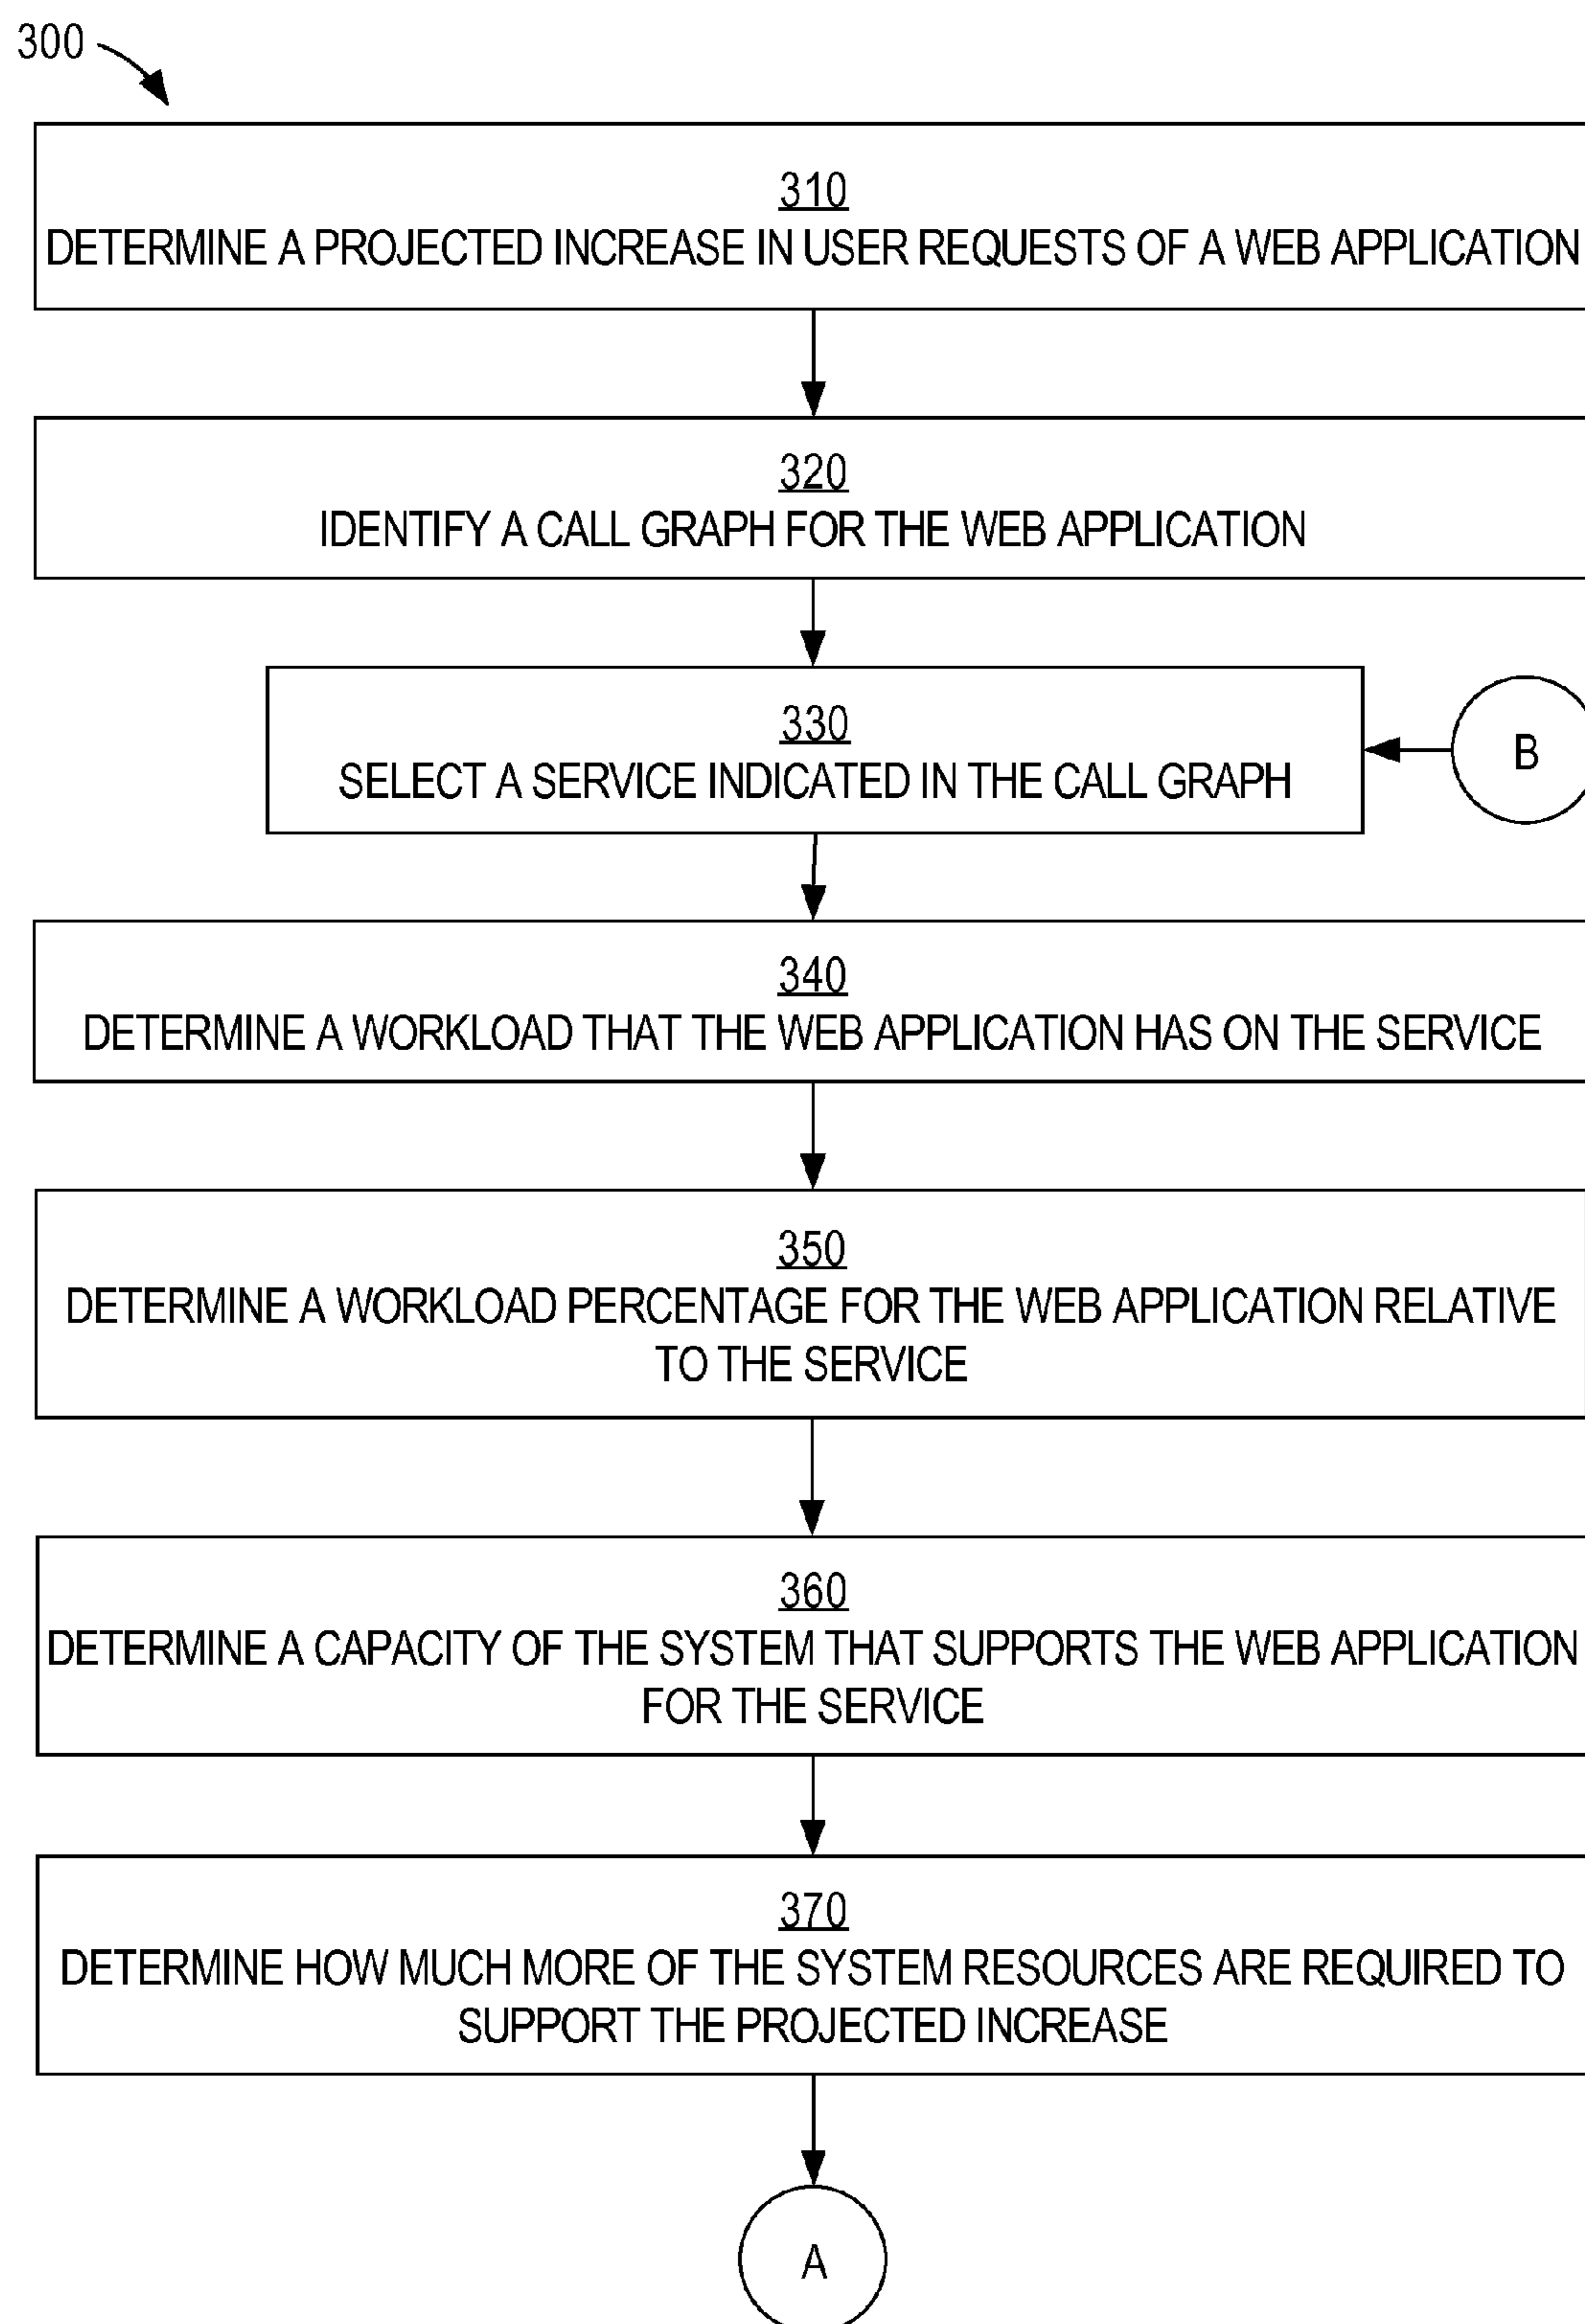 300
310
DETERMINE A PROJECTED INCREASE IN USER REQUESTS OF A WEB APPLICATION
320
IDENTIFY A CALL GRAPH FOR THE WEB APPLICATION
330
SELECT A SERVICE INDICATED IN THE CALL GRAPH
B
340
DETERMINE A WORKLOAD THAT THE WEB APPLICATION HAS ON THE SERVICE
350
DETERMINE A WORKLOAD PERCENTAGE FOR THE WEB APPLICATION RELATIVE
TO THE SERVICE
360
DETERMINE A CAPACITY OF THE SYSTEM THAT SUPPORTS THE WEB APPLICATION
FOR THE SERVICE
370
DETERMINE HOW MUCH MORE OF THE SYSTEM RESOURCES ARE REQUIRED TO
SUPPORT THE PROJECTED INCREASE
A